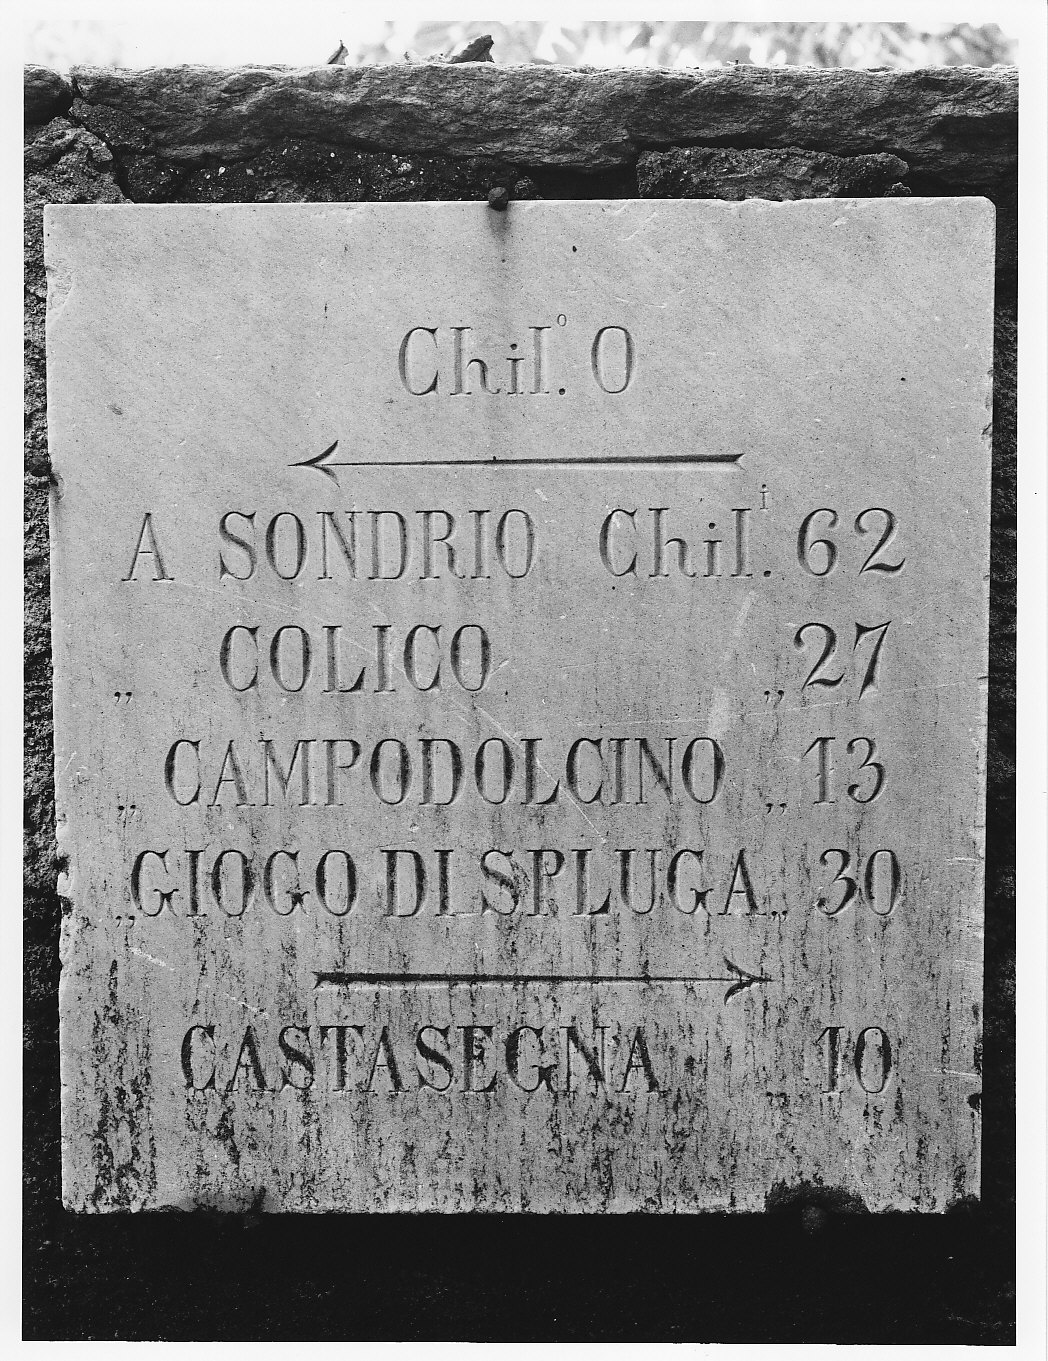 Chil.º 0
A SONDRIO Chil.i 62
„ COLICO „ 27
„ CAMPODOLCINO „ 13
„ GIOGO DI SPLUGA „ 30
CASTASEGNA „ 10